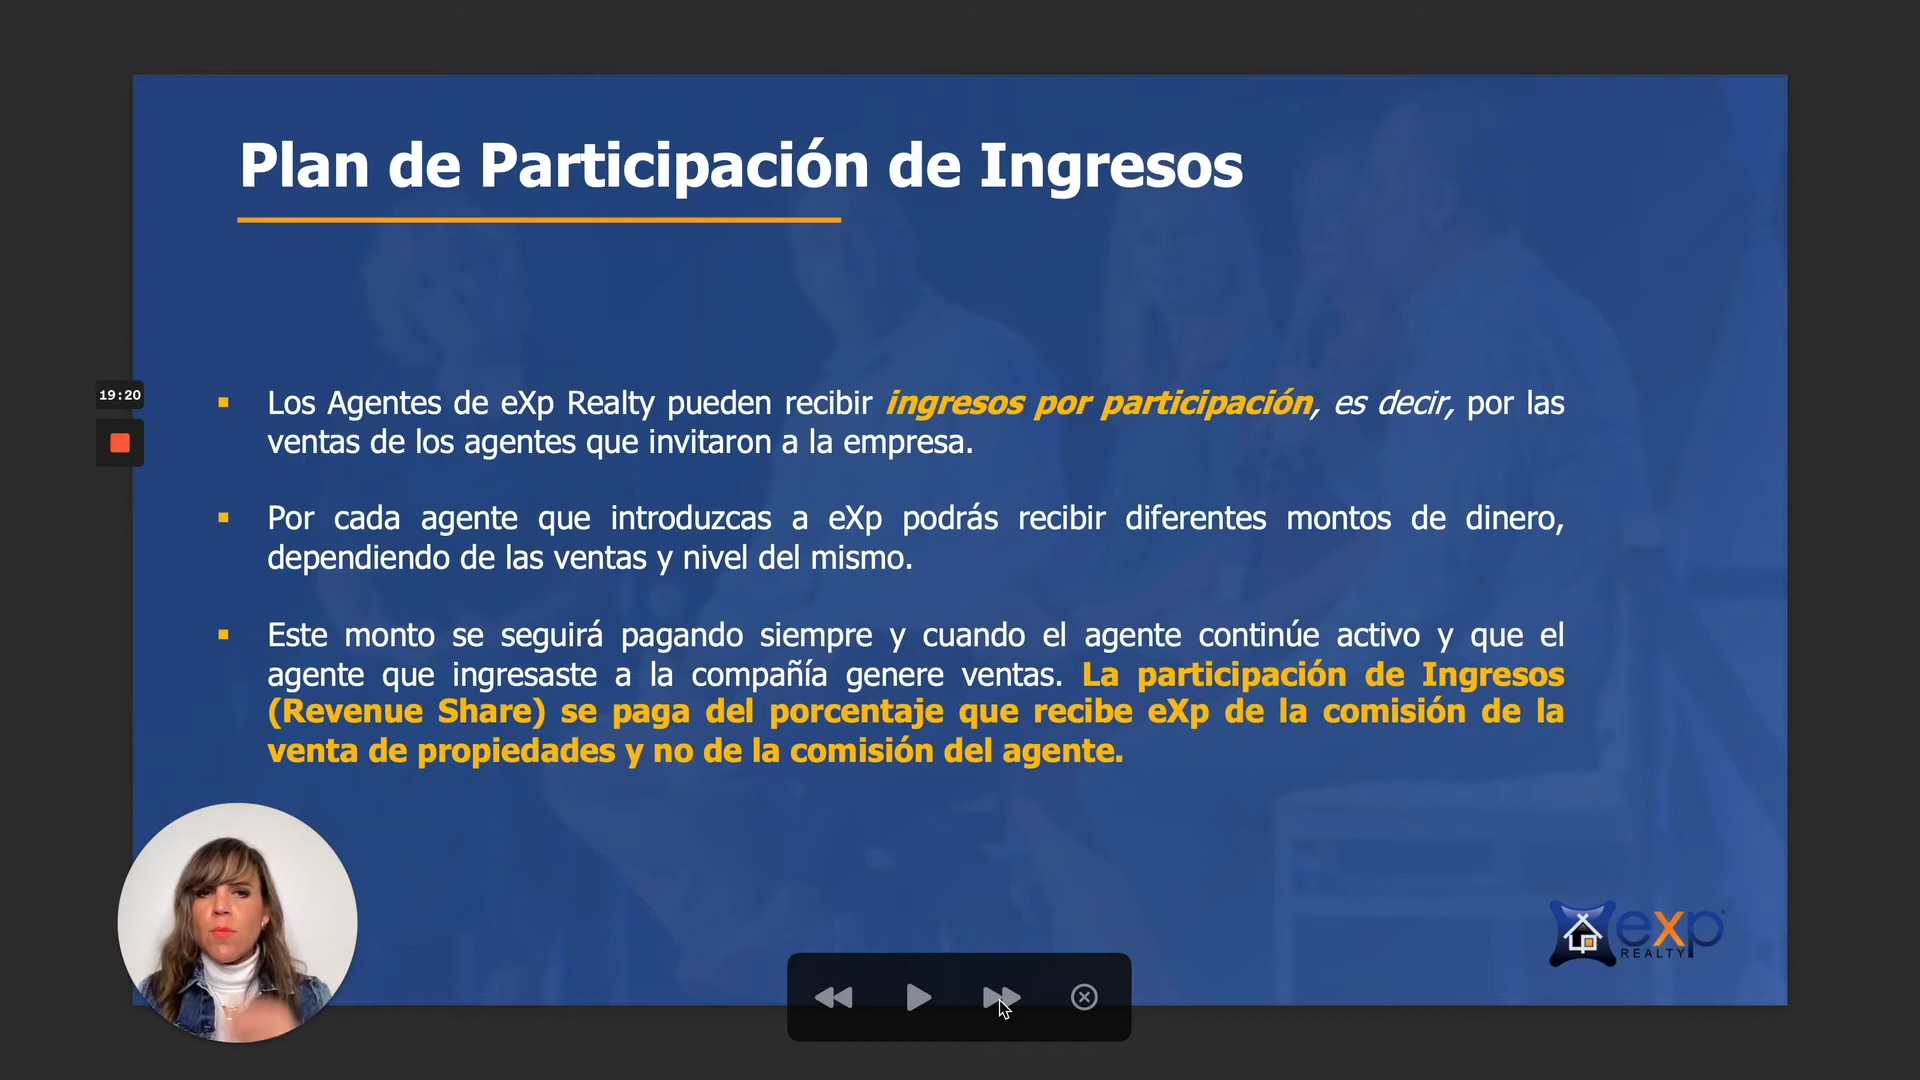 Plan de Participación de Ingresos
19:20
Los Agentes de eXp Realty pueden recibir ingresos por participación, es decir, por las
ventas de los agentes que invitaron a la empresa.
Por cada agente que introduzcas a eXp podrás recibir diferentes montos de dinero,
dependiendo de las ventas y nivel del mismo.
Este monto se seguirá pagando siempre y cuando el agente continúe activo y que el
agente que ingresaste a la compañía genere ventas. La participación de Ingresos
(Revenue Share) se paga del porcentaje que recibe eXp de la comisión de la
venta de propiedades y no de la comisión del agente.
eXp
REALTY